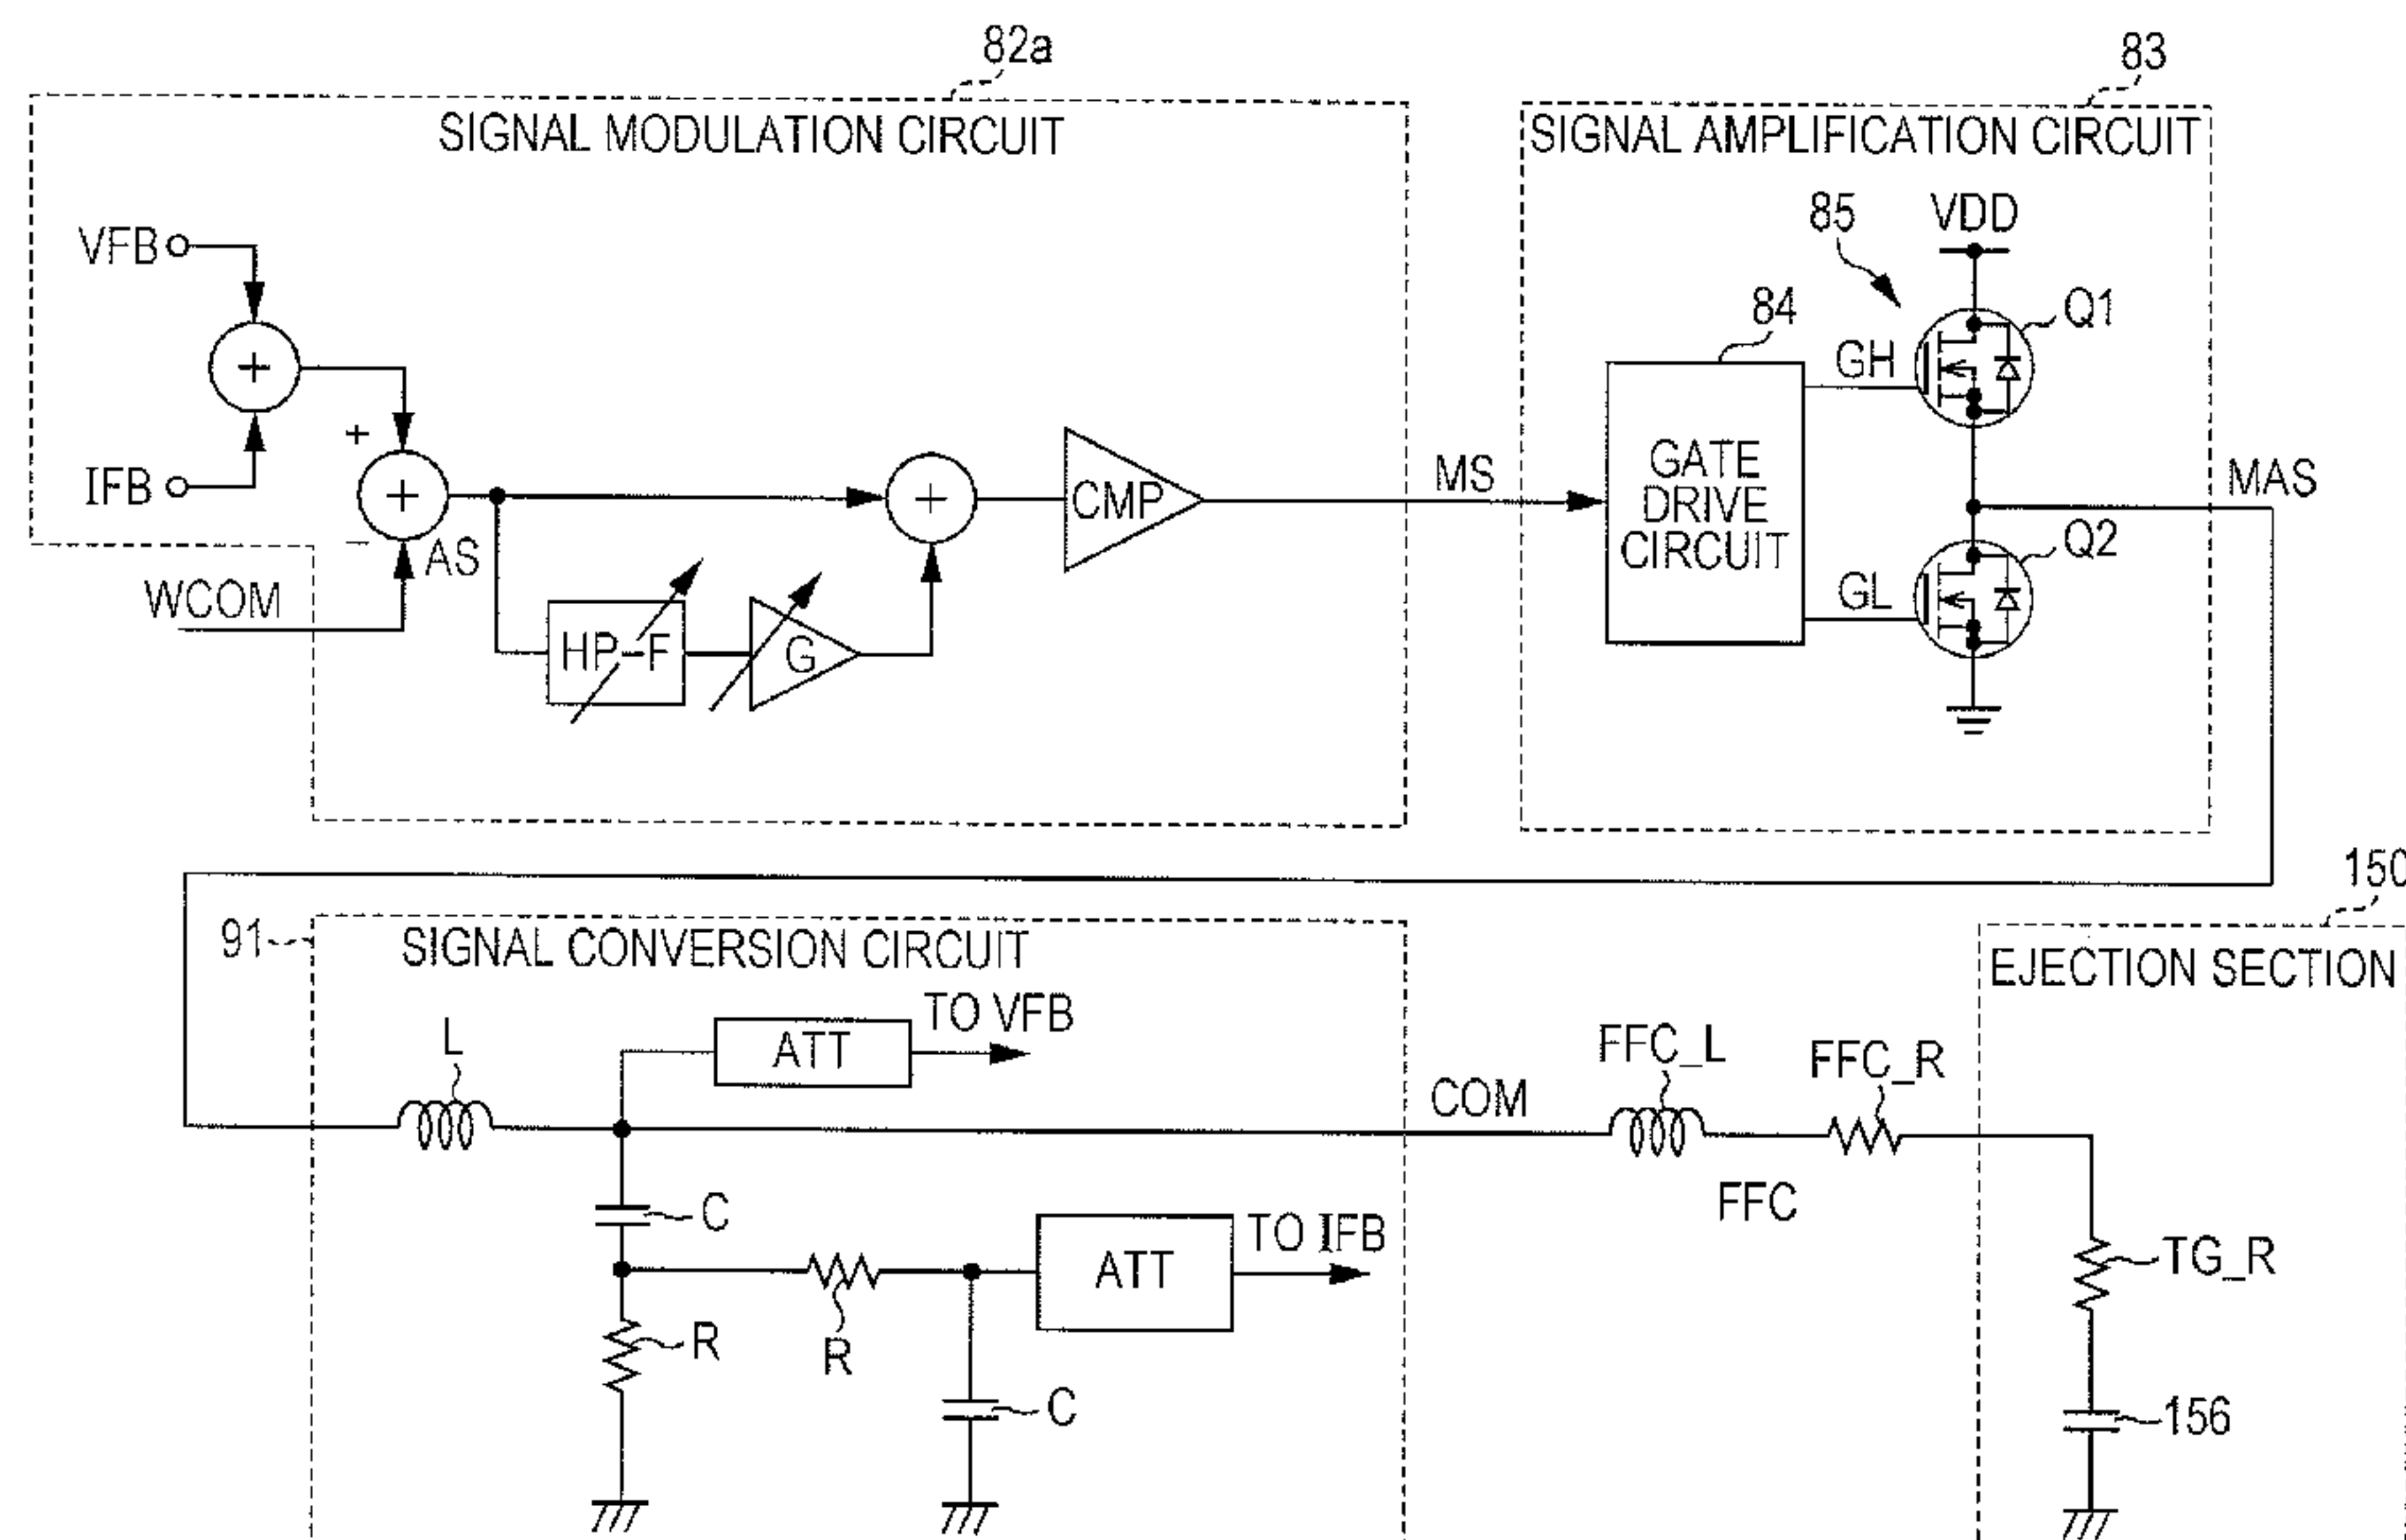 82a
83
SIGNAL MODULATION CIRCUIT
SIGNAL AMPLIFICATION CIRCUIT
VFB
+
IFB
+
+
−
AS
WCOM
HP-F
G
+
CMP
MS
85
VDD
84
GH
Q1
GATE
DRIVE
CIRCUIT
GL
Q2
MAS
91
SIGNAL CONVERSION CIRCUIT
150
EJECTION SECTION
L
ATT
TO VFB
COM
FFC_L
FFC_R
FFC
C
R
R
C
ATT
TO IFB
TG_R
156